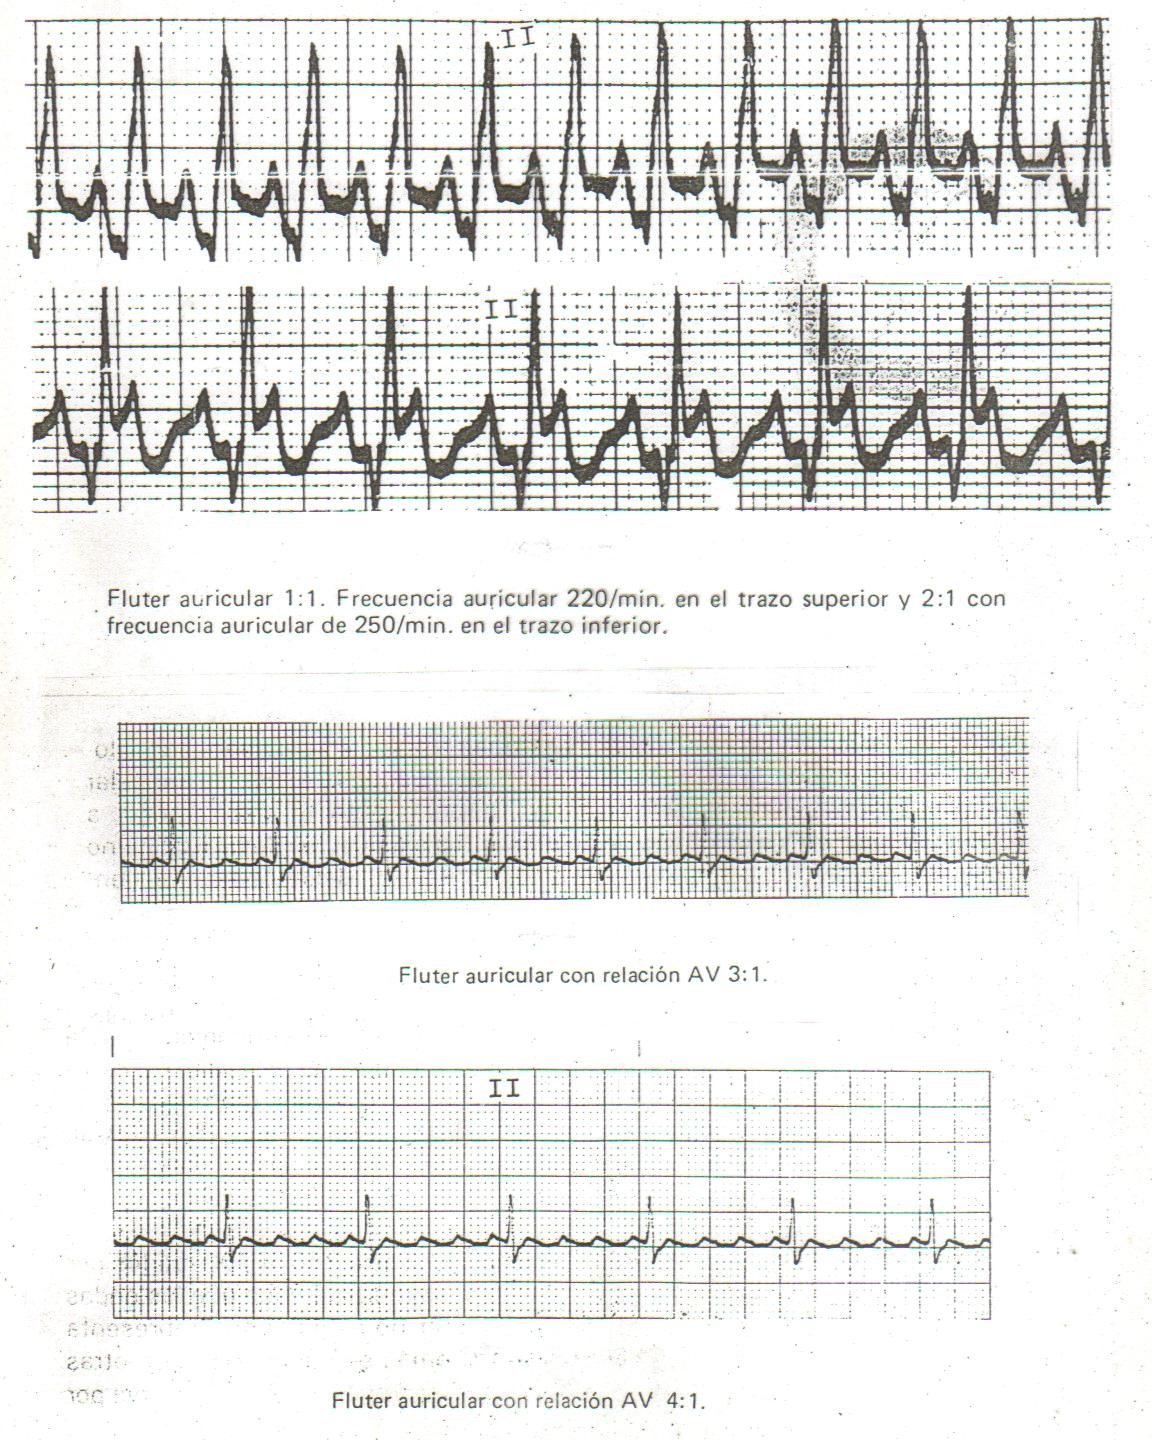 II
II
Fluter auricular 1:1. Frecuencia auricular 220/min. en el trazo superior y 2:1 con
frecuencia auricular de 250/min. en el trazo inferior.
Fluter auricular con relación AV 3:1.
II
Fluter auricular con relación AV 4:1.